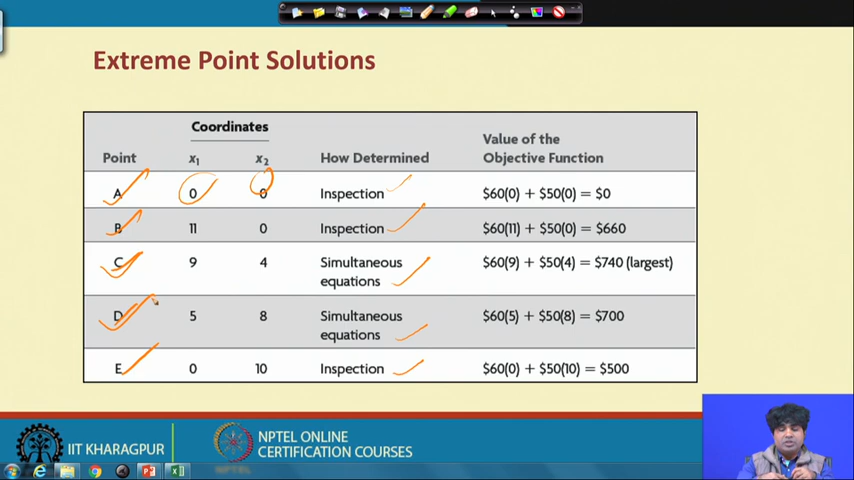 Extreme Point Solutions
Coordinates
Point x₁ x₂ How Determined Value of the Objective Function
A 0 0 Inspection $60(0) + $50(0) = $0
B 11 0 Inspection $60(11) + $50(0) = $660
C 9 4 Simultaneous equations $60(9) + $50(4) = $740 (largest)
D 5 8 Simultaneous equations $60(5) + $50(8) = $700
E 0 10 Inspection $60(0) + $50(10) = $500
IIT KHARAGPUR
NPTEL ONLINE
CERTIFICATION COURSES
NPTEL